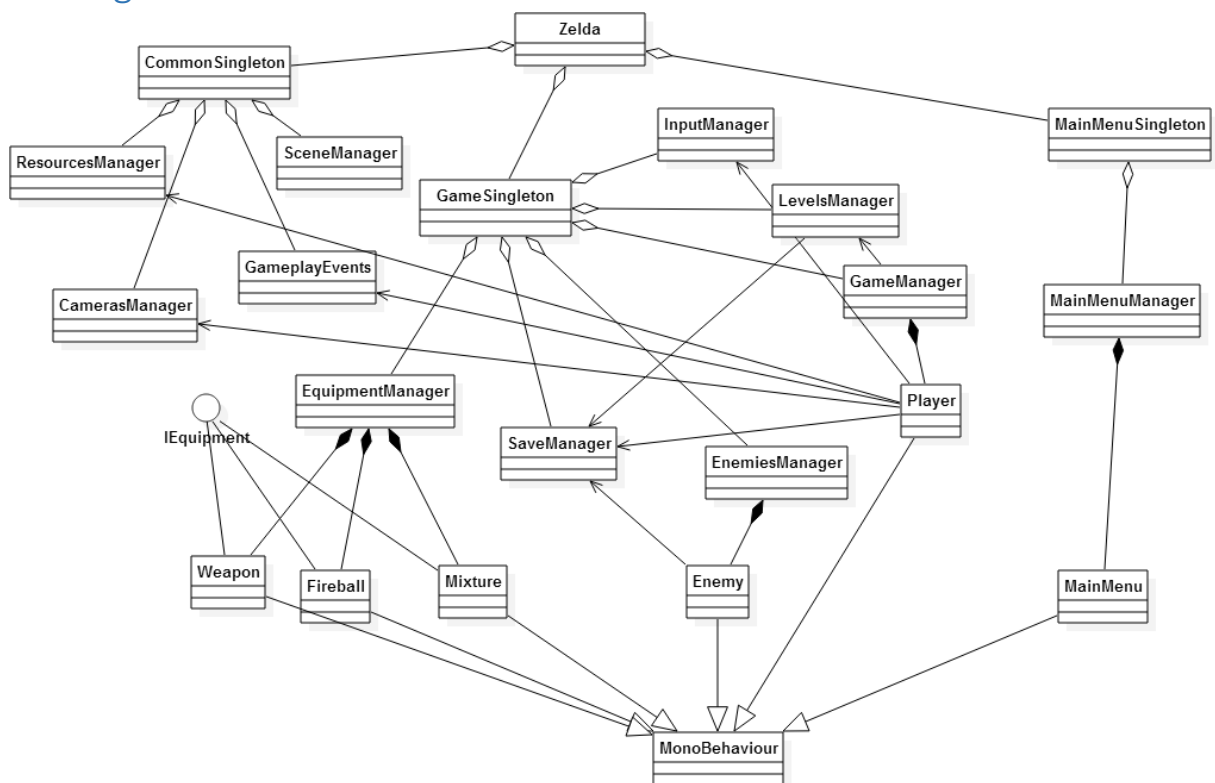 Zelda
CommonSingleton
InputManager
MainMenuSingleton
ResourcesManager
SceneManager
GameSingleton
LevelsManager
GameplayEvents
GameManager
CamerasManager
MainMenuManager
EquipmentManager
Player
IEquipment
SaveManager
EnemiesManager
Weapon
Fireball
Mixture
Enemy
MainMenu
MonoBehaviour